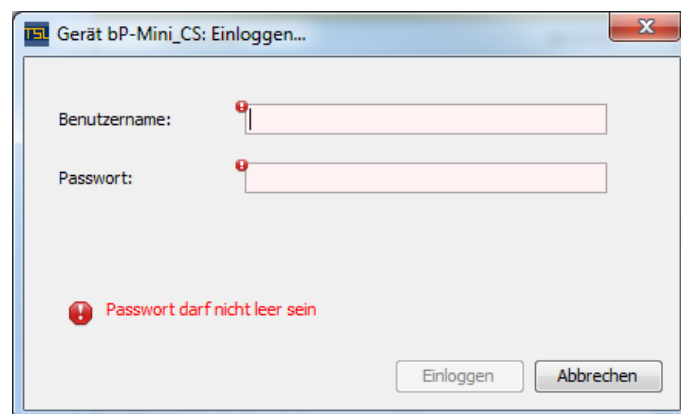 TSL Gerät bP-Mini_CS: Einloggen...
Benutzername:
Passwort:
Passwort darf nicht leer sein
Einloggen Abbrechen